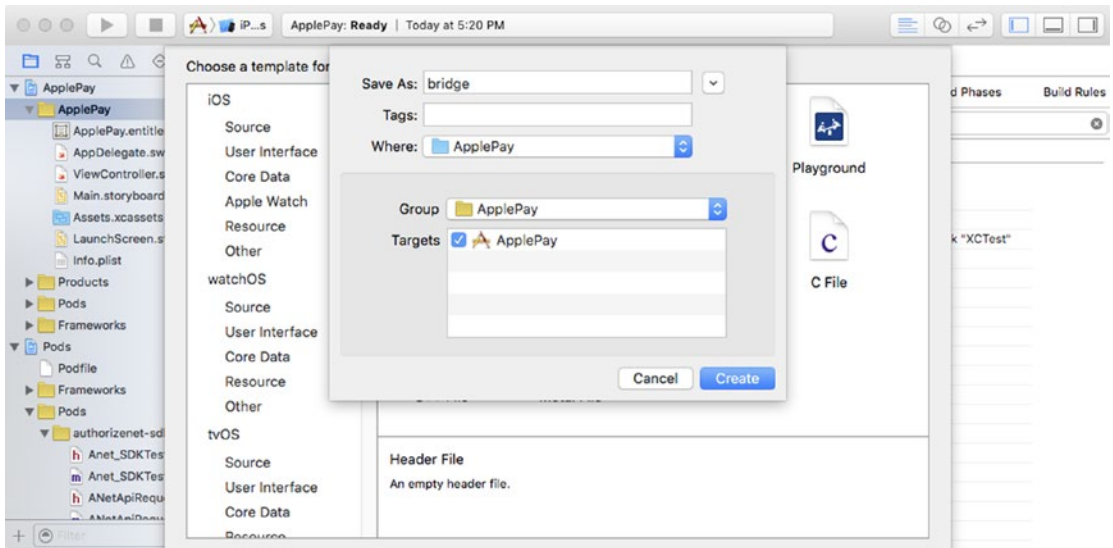 iP...s
ApplePay: Ready | Today at 5:20 PM
ApplePay
ApplePay
ApplePay.entitle
AppDelegate.sw
ViewController.s
Main.storyboard
Assets.xcassets
LaunchScreen.s
Info.plist
Products
Pods
Frameworks
Pods
Podfile
Frameworks
Pods
authorizenet-sd
h Anet_SDKTes
m Anet_SDKTes
h ANetApiRequ
Filter
Choose a template for
iOS
Source
User Interface
Core Data
Apple Watch
Resource
Other
watchOS
Source
User Interface
Core Data
Resource
Other
tvOS
Source
User Interface
Core Data
Resource
Save As: bridge
Tags:
Where: ApplePay
Group ApplePay
Targets ApplePay
Cancel Create
Playground
C
C File
Header File
An empty header file.
d Phases Build Rules
k "XCTest"